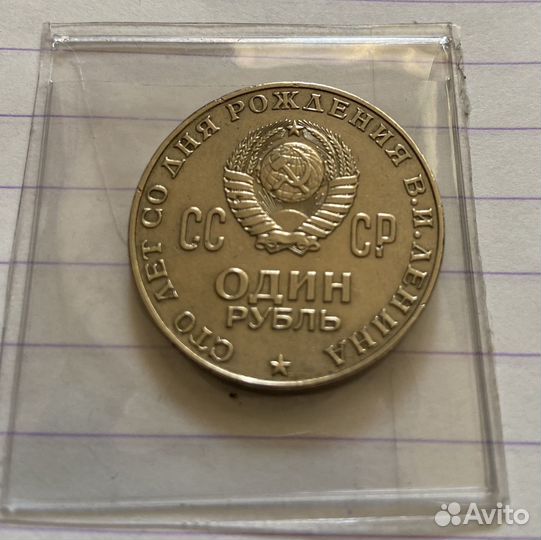 СТО ЛЕТ СО ДНЯ РОЖДЕНИЯ В.И.ЛЕНИНА
СС СР
ОДИН
РУБЛЬ
Avito